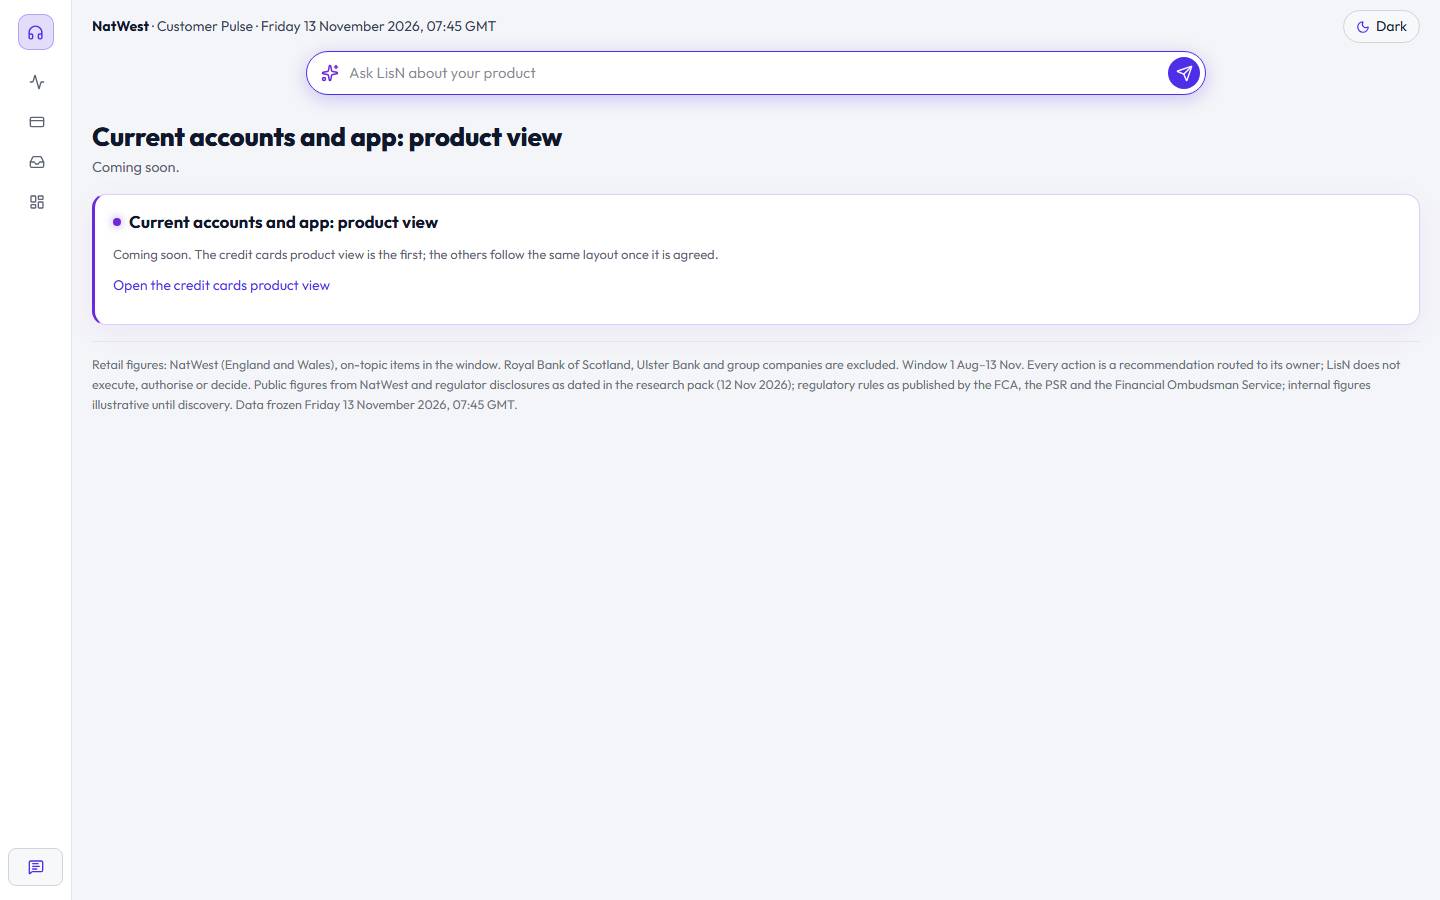 NatWest · Customer Pulse · Friday 13 November 2026, 07:45 GMT
Dark
Ask LisN about your product
Current accounts and app: product view
Coming soon.
Current accounts and app: product view
Coming soon. The credit cards product view is the first; the others follow the same layout once it is agreed.
Open the credit cards product view
Retail figures: NatWest (England and Wales), on-topic items in the window. Royal Bank of Scotland, Ulster Bank and group companies are excluded. Window 1 Aug–13 Nov. Every action is a recommendation routed to its owner; LisN does not
execute, authorise or decide. Public figures from NatWest and regulator disclosures as dated in the research pack (12 Nov 2026); regulatory rules as published by the FCA, the PSR and the Financial Ombudsman Service; internal figures
illustrative until discovery. Data frozen Friday 13 November 2026, 07:45 GMT.